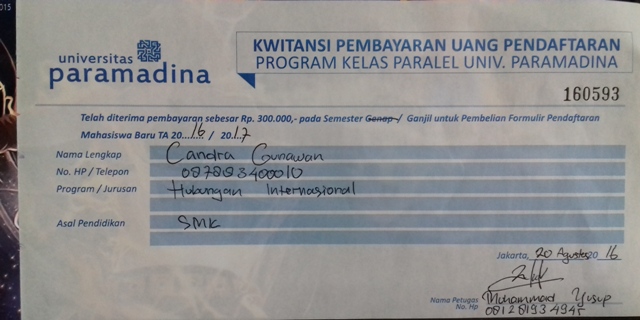 2015
universitas
paramadina
KWITANSI PEMBAYARAN UANG PENDAFTARAN
PROGRAM KELAS PARALEL UNIV. PARAMADINA
160593
Telah diterima pembayaran sebesar Rp. 300.000,- pada Semester Genap / Ganjil untuk Pembelian Formulir Pendaftaran
Mahasiswa Baru TA 20...16 / 20.17
Nama Lengkap Candra Gunawan
No. HP / Telepon 087883400010
Program / Jurusan Hubungan Internasional
Asal Pendidikan SMK
Jakarta, 20 Agustus 20 16
Nama Petugas Muhammad Yusup
No. Hp 081281934945